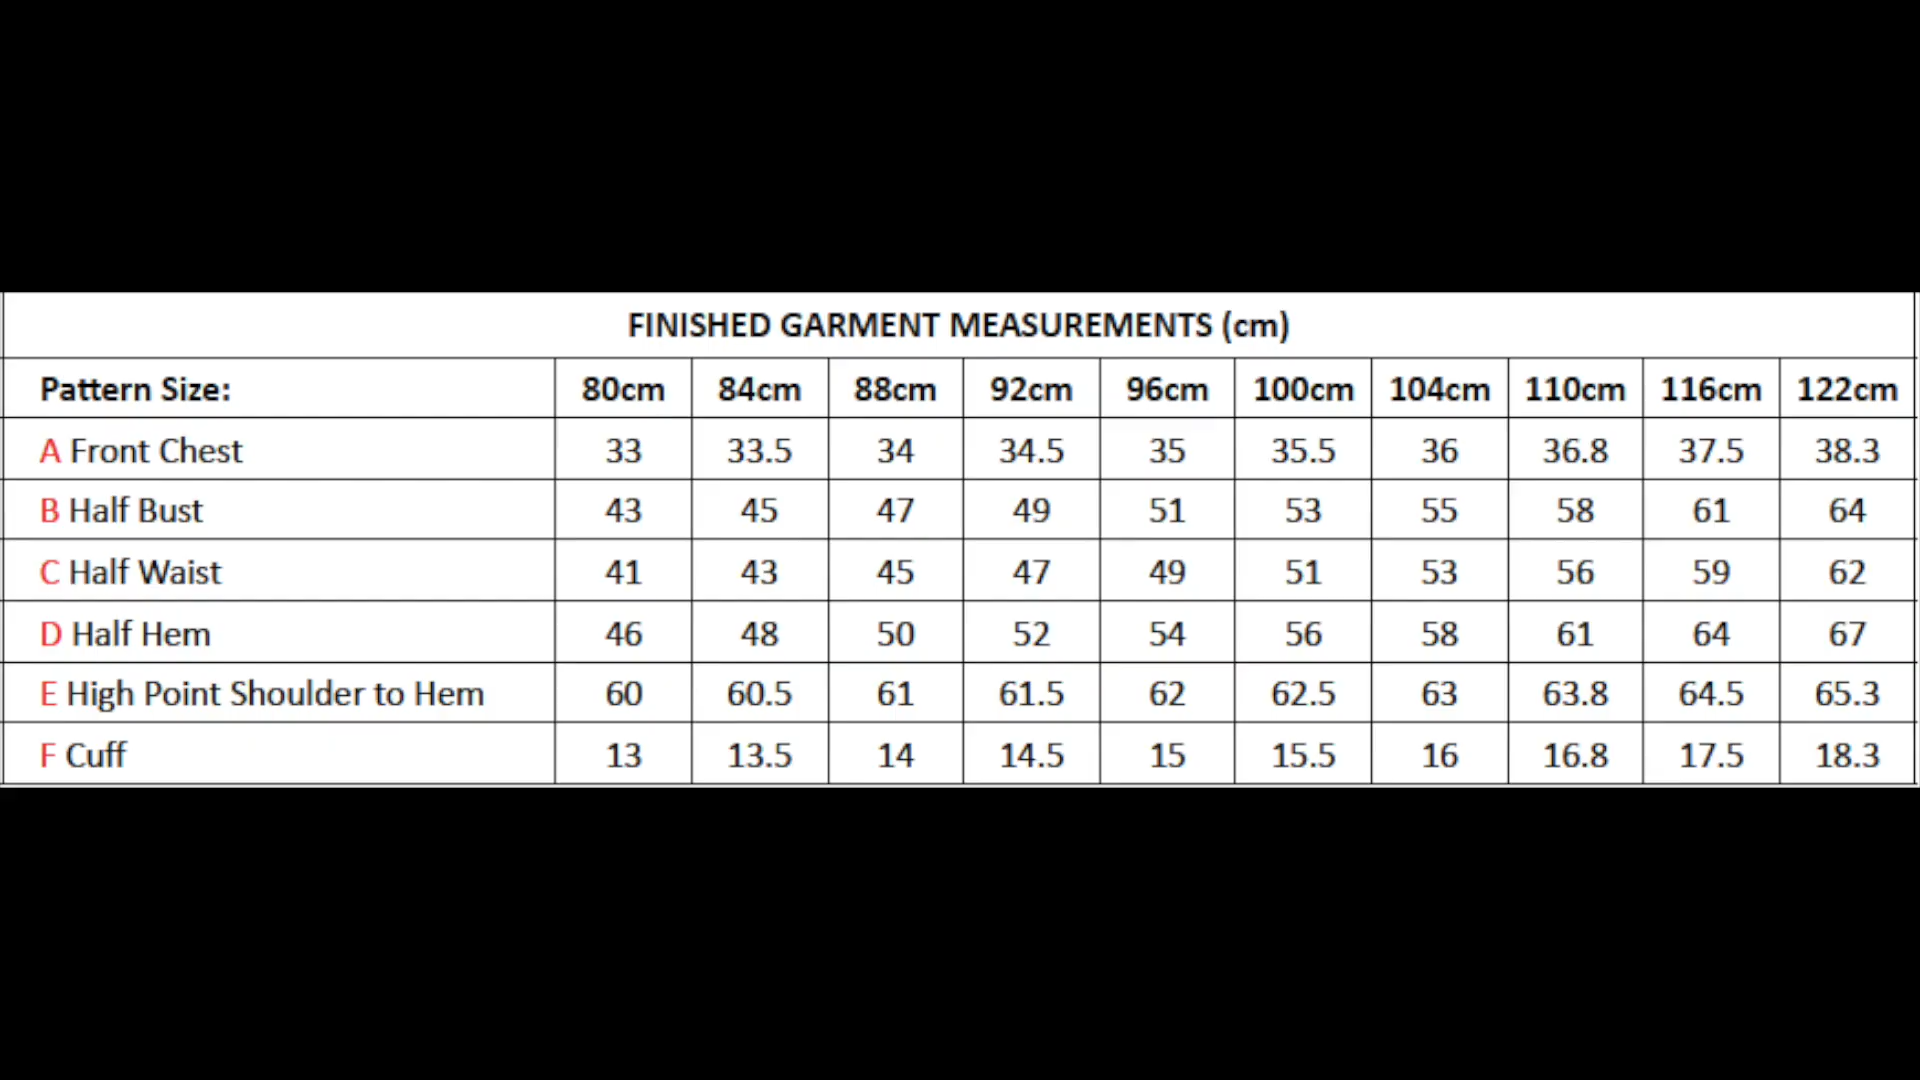 FINISHED GARMENT MEASUREMENTS (cm)
Pattern Size: 80cm 84cm 88cm 92cm 96cm 100cm 104cm 110cm 116cm 122cm
A Front Chest 33 33.5 34 34.5 35 35.5 36 36.8 37.5 38.3
B Half Bust 43 45 47 49 51 53 55 58 61 64
C Half Waist 41 43 45 47 49 51 53 56 59 62
D Half Hem 46 48 50 52 54 56 58 61 64 67
E High Point Shoulder to Hem 60 60.5 61 61.5 62 62.5 63 63.8 64.5 65.3
F Cuff 13 13.5 14 14.5 15 15.5 16 16.8 17.5 18.3